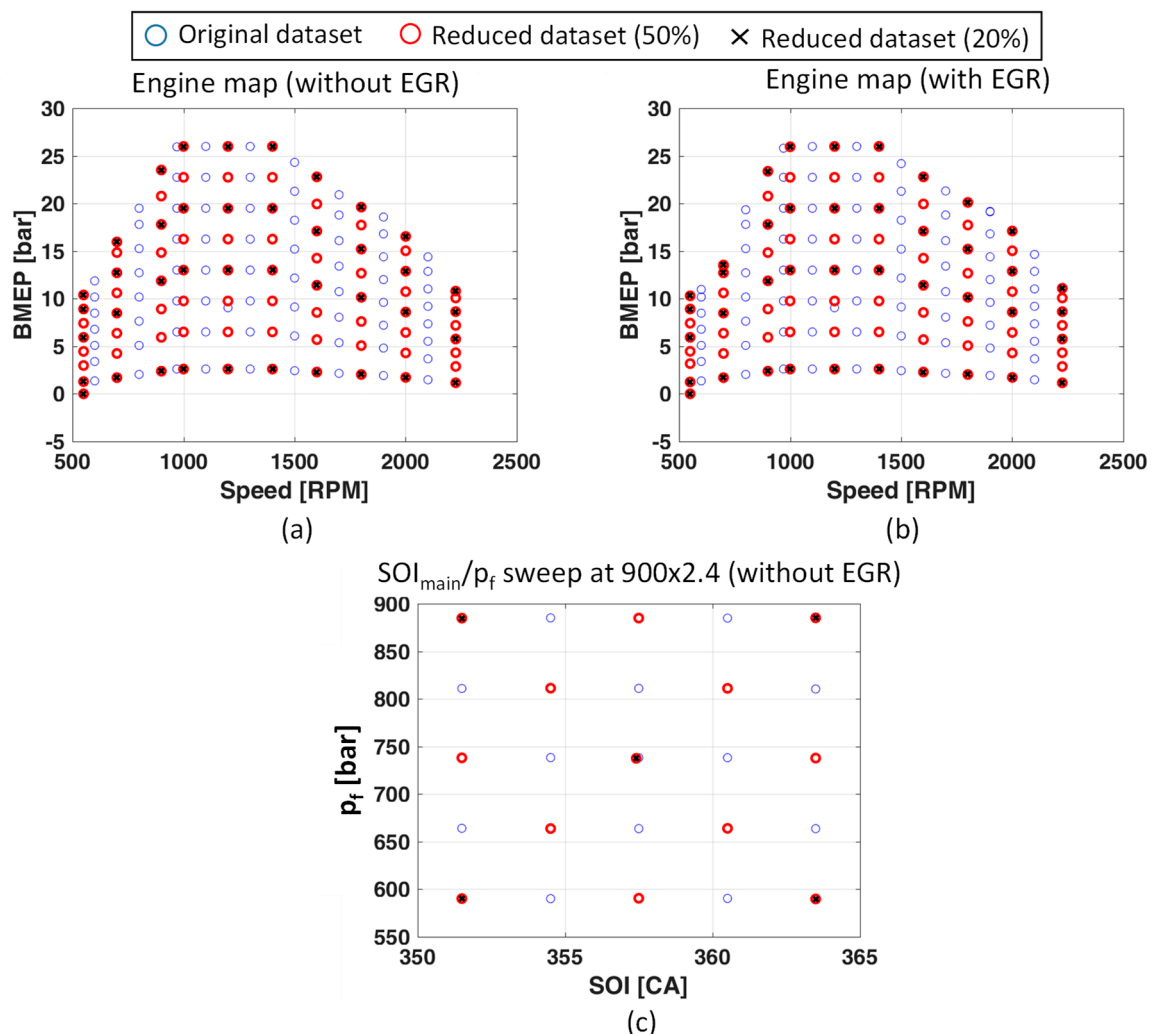 Original dataset Reduced dataset (50%) Reduced dataset (20%)
Engine map (without EGR)
30
25
20
15
10
5
0
-5
BMEP [bar]
500 1000 1500 2000 2500
Speed [RPM]
(a)
Engine map (with EGR)
30
25
20
15
10
5
0
-5
BMEP [bar]
500 1000 1500 2000 2500
Speed [RPM]
(b)
SOImain/pf sweep at 900x2.4 (without EGR)
900
850
800
750
700
650
600
550
pf [bar]
350 355 360 365
SOI [CA]
(c)